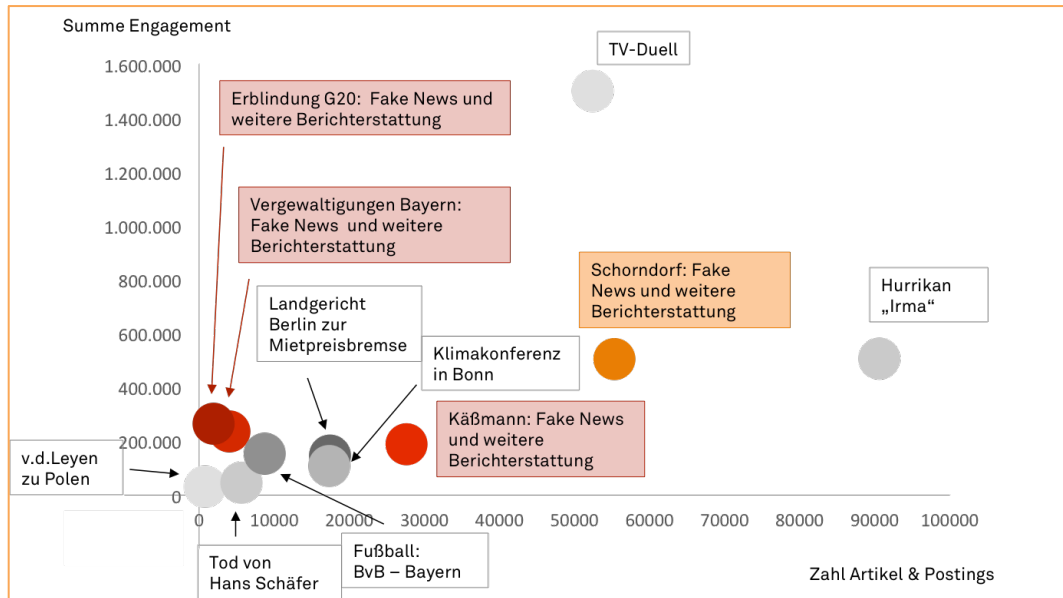 Summe Engagement
TV-Duell
1.600.000
1.400.000
1.200.000
1.000.000
800.000
600.000
400.000
200.000
0
Erblindung G20: Fake News und
weitere Berichterstattung
Vergewaltigungen Bayern:
Fake News und weitere
Berichterstattung
Landgericht
Berlin zur
Mietpreisbremse
Klimakonferenz
in Bonn
Schorndorf: Fake
News und weitere
Berichterstattung
Hurrikan
„Irma“
Käßmann: Fake News
und weitere
Berichterstattung
v.d.Leyen
zu Polen
0 10000 20000 30000 40000 50000 60000 70000 80000 90000 100000
Tod von
Hans Schäfer
Fußball:
BvB – Bayern
Zahl Artikel & Postings